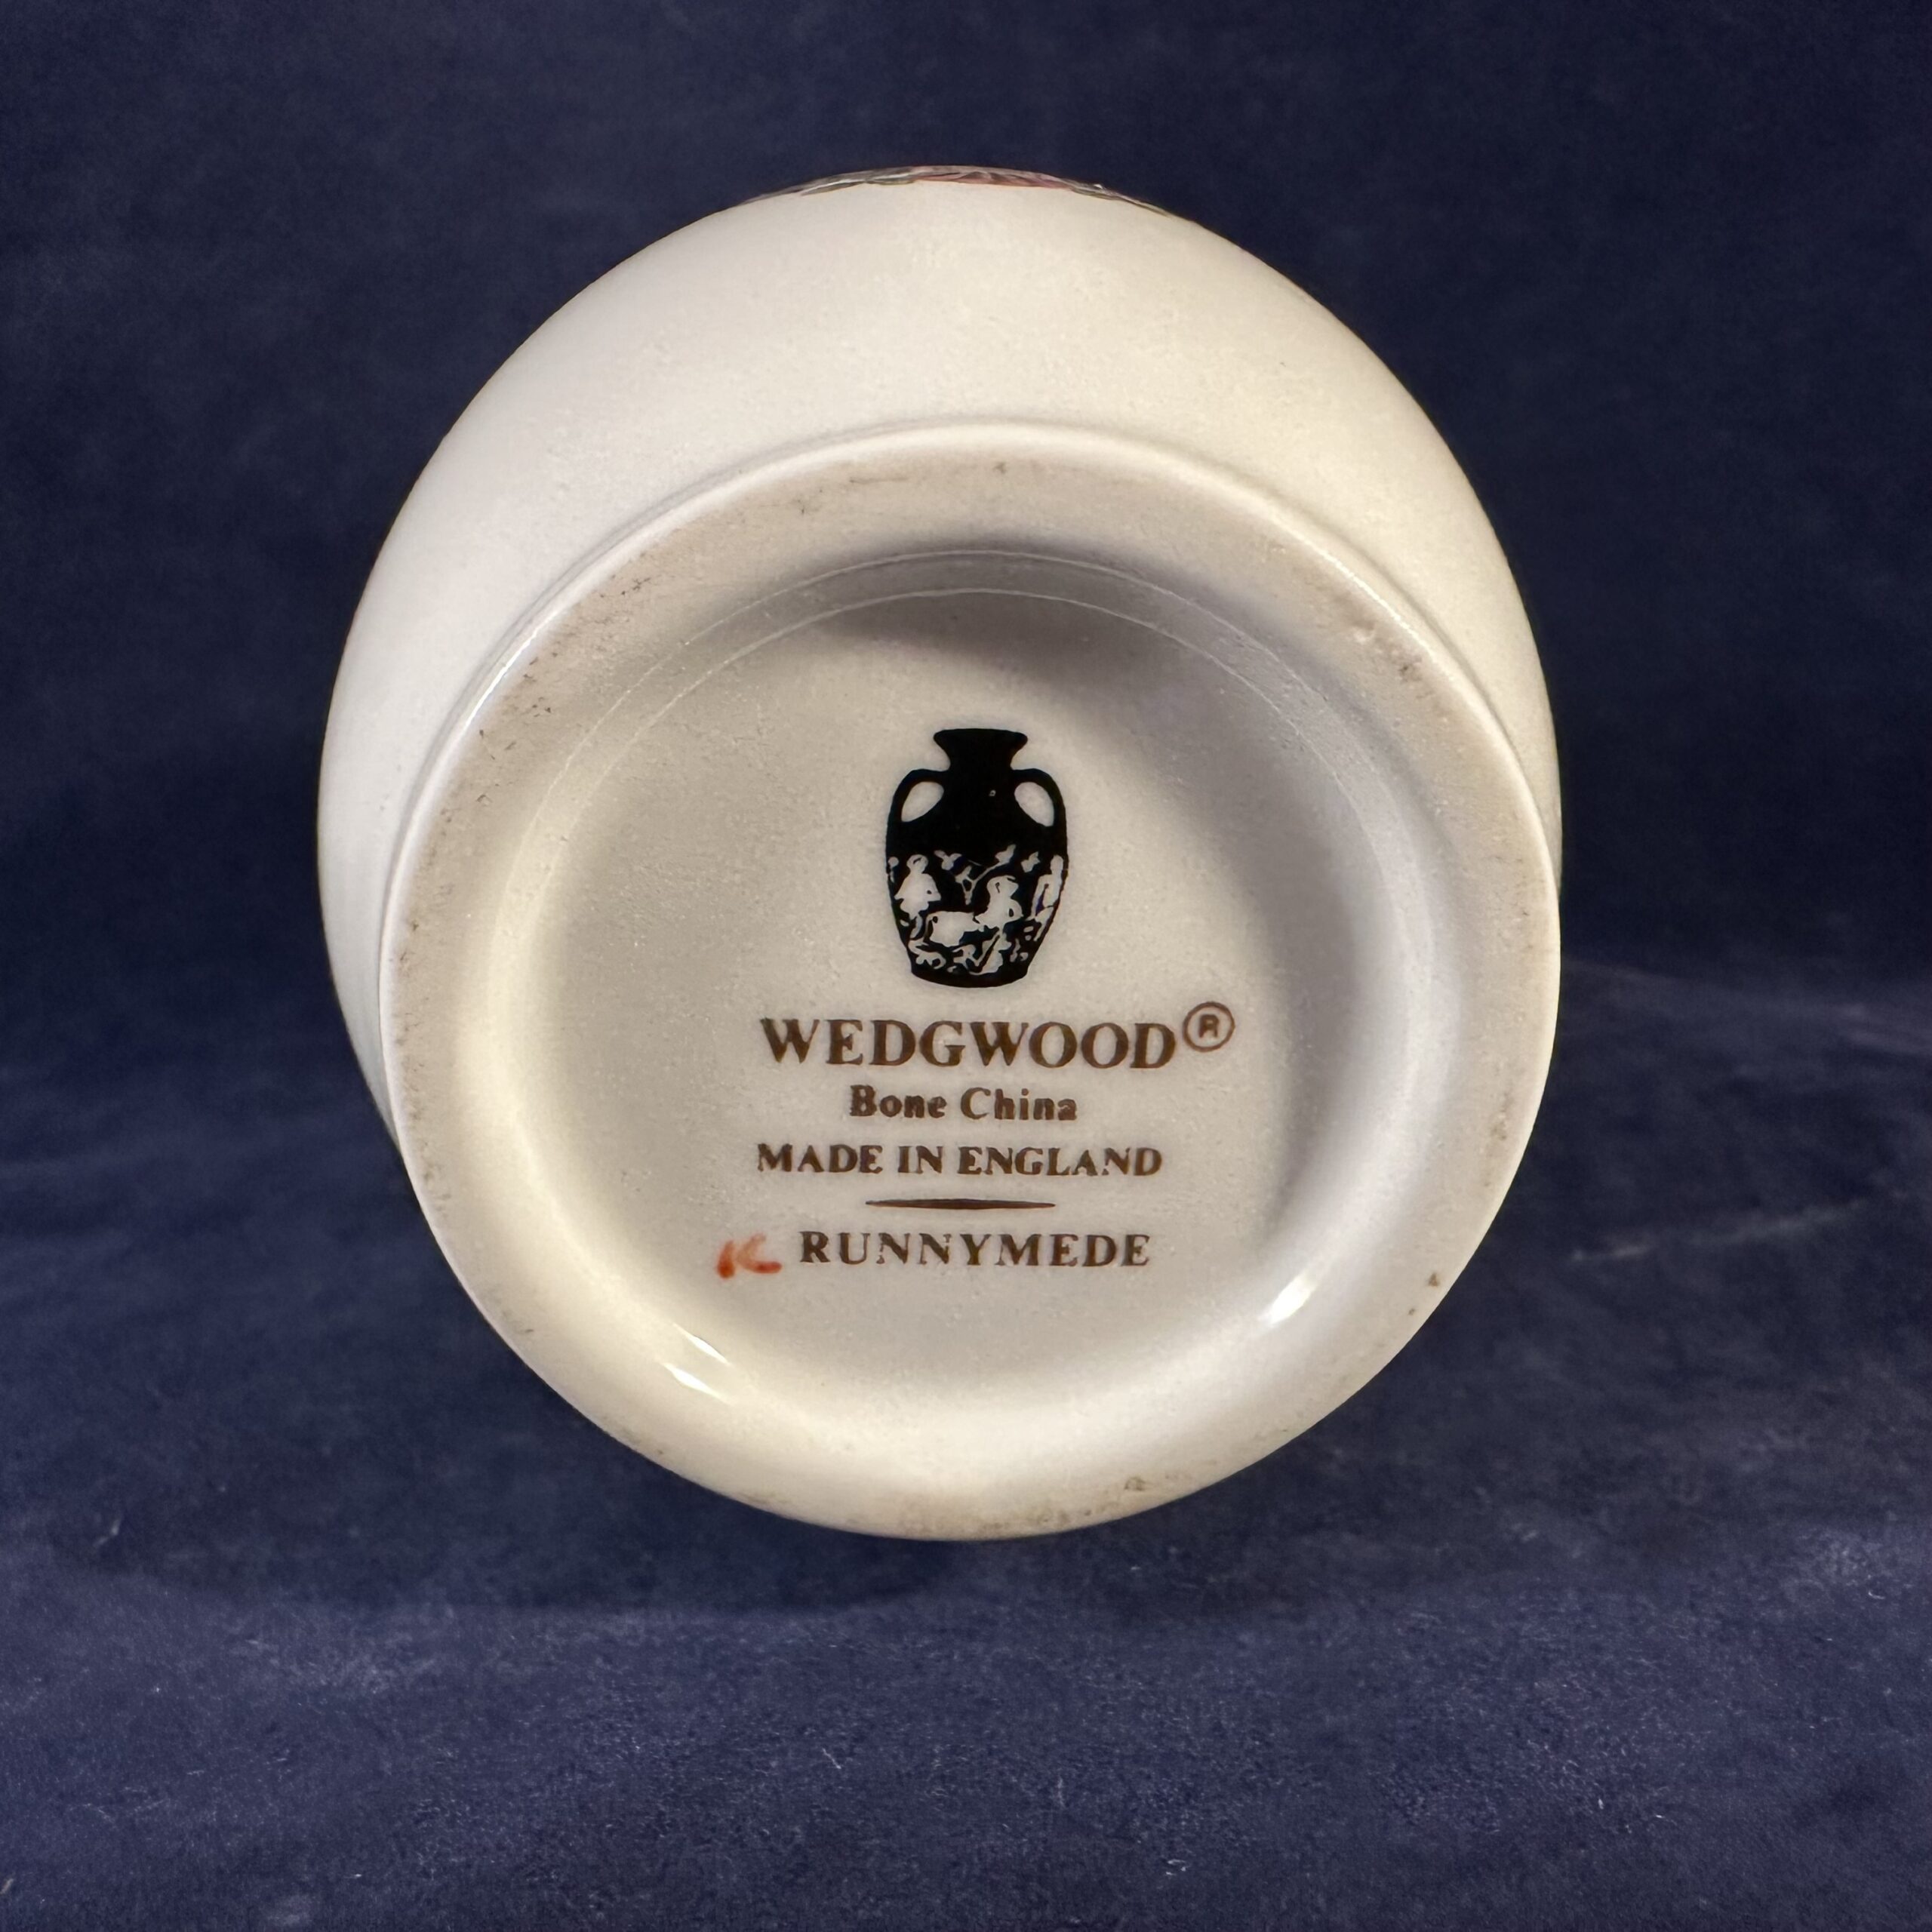 WEDGWOOD®
Bone China
MADE IN ENGLAND
K RUNNYMEDE